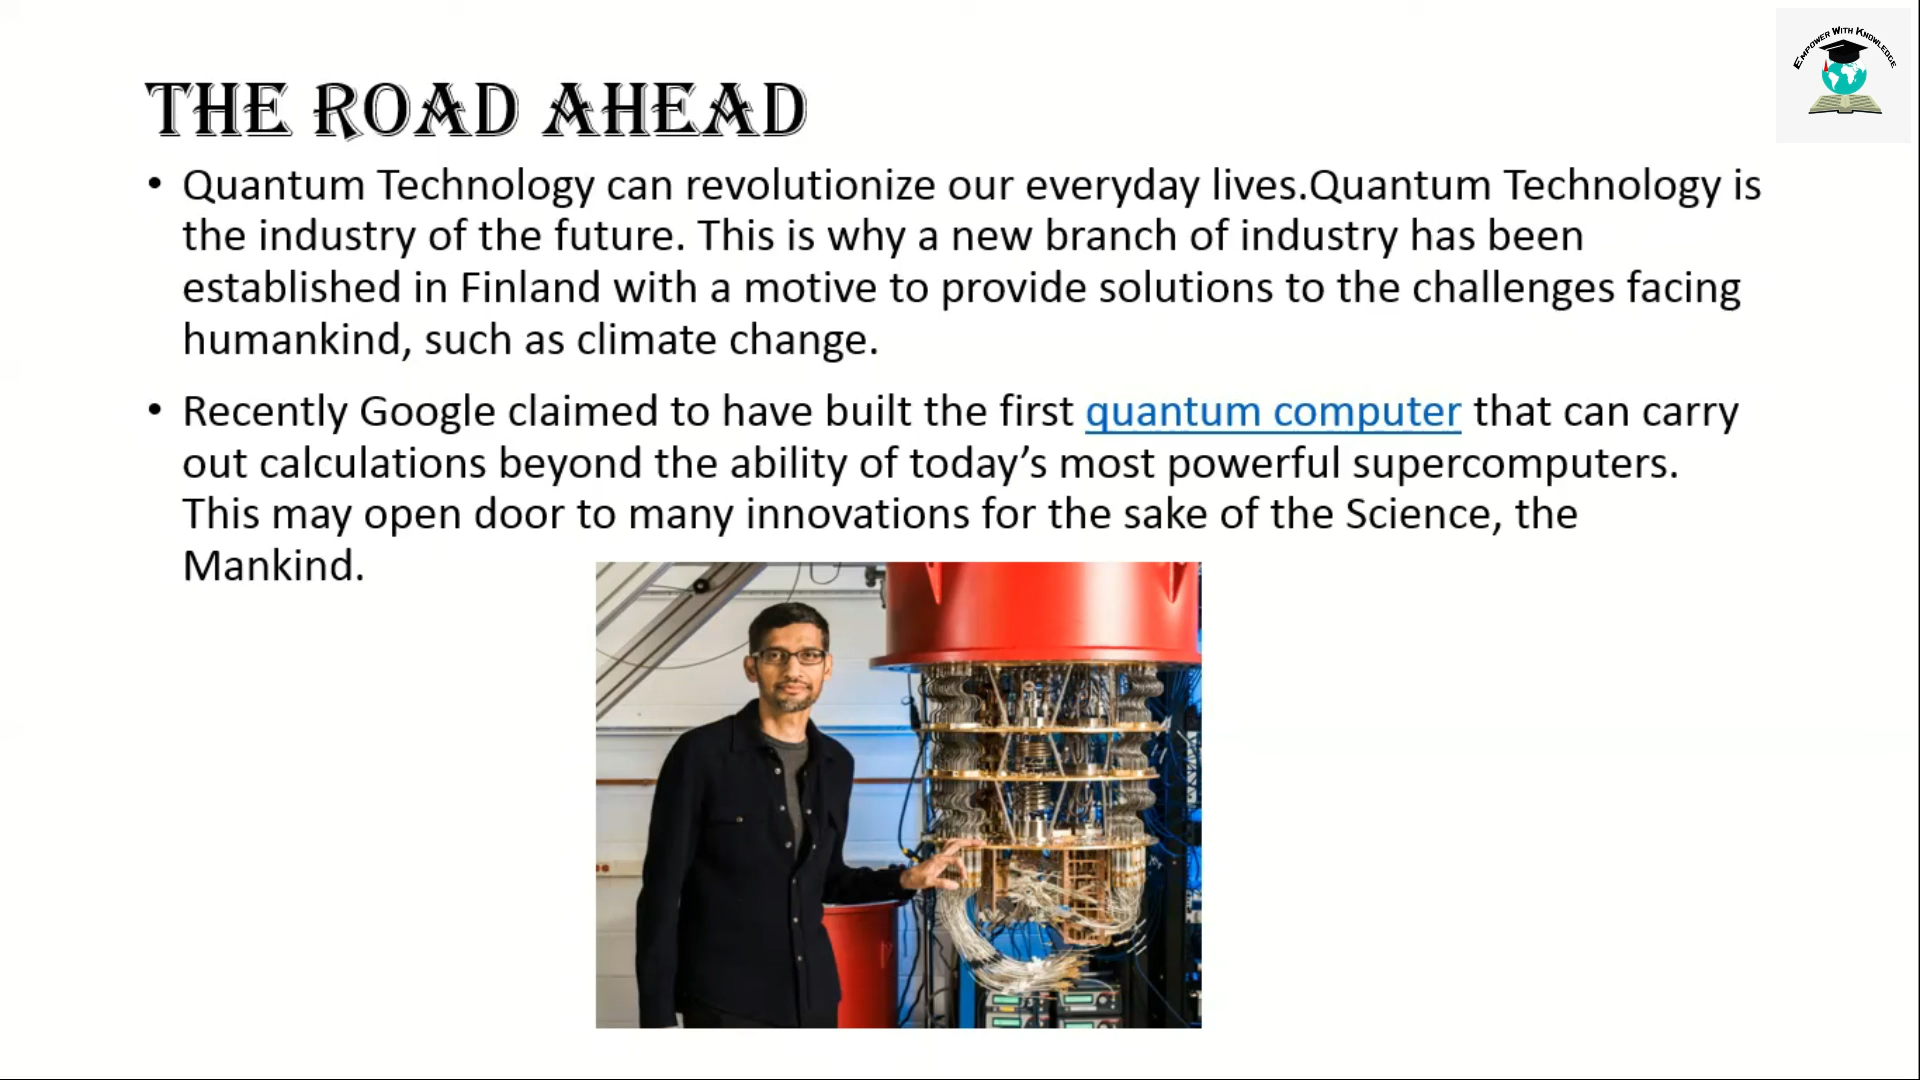 EMPOWER WITH KNOWLEDGE
THE ROAD AHEAD
• Quantum Technology can revolutionize our everyday lives.Quantum Technology is
the industry of the future. This is why a new branch of industry has been
established in Finland with a motive to provide solutions to the challenges facing
humankind, such as climate change.
• Recently Google claimed to have built the first quantum computer that can carry
out calculations beyond the ability of today’s most powerful supercomputers.
This may open door to many innovations for the sake of the Science, the
Mankind.